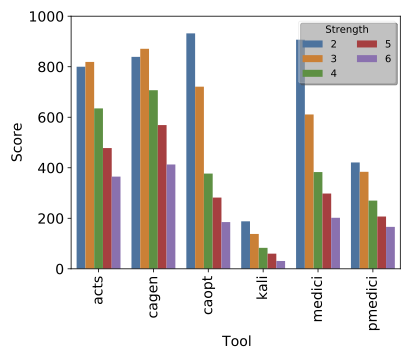 1000
800
600
400
200
0
Score
Strength
2
3
4
5
6
acts
cagen
caopt
kali
medici
pmedici
Tool